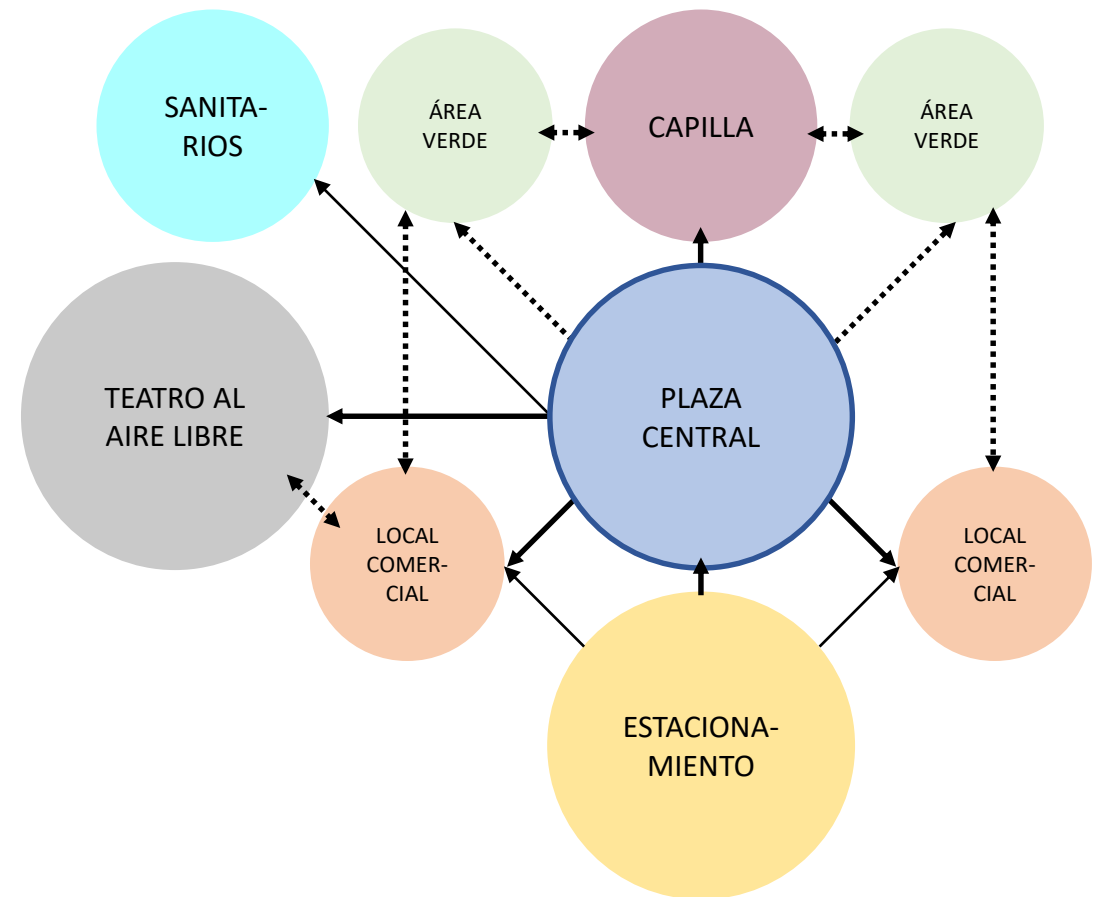 SANITA-
RIOS
ÁREA
VERDE
CAPILLA
ÁREA
VERDE
TEATRO AL
AIRE LIBRE
PLAZA
CENTRAL
LOCAL
COMER-
CIAL
LOCAL
COMER-
CIAL
ESTACIONA-
MIENTO